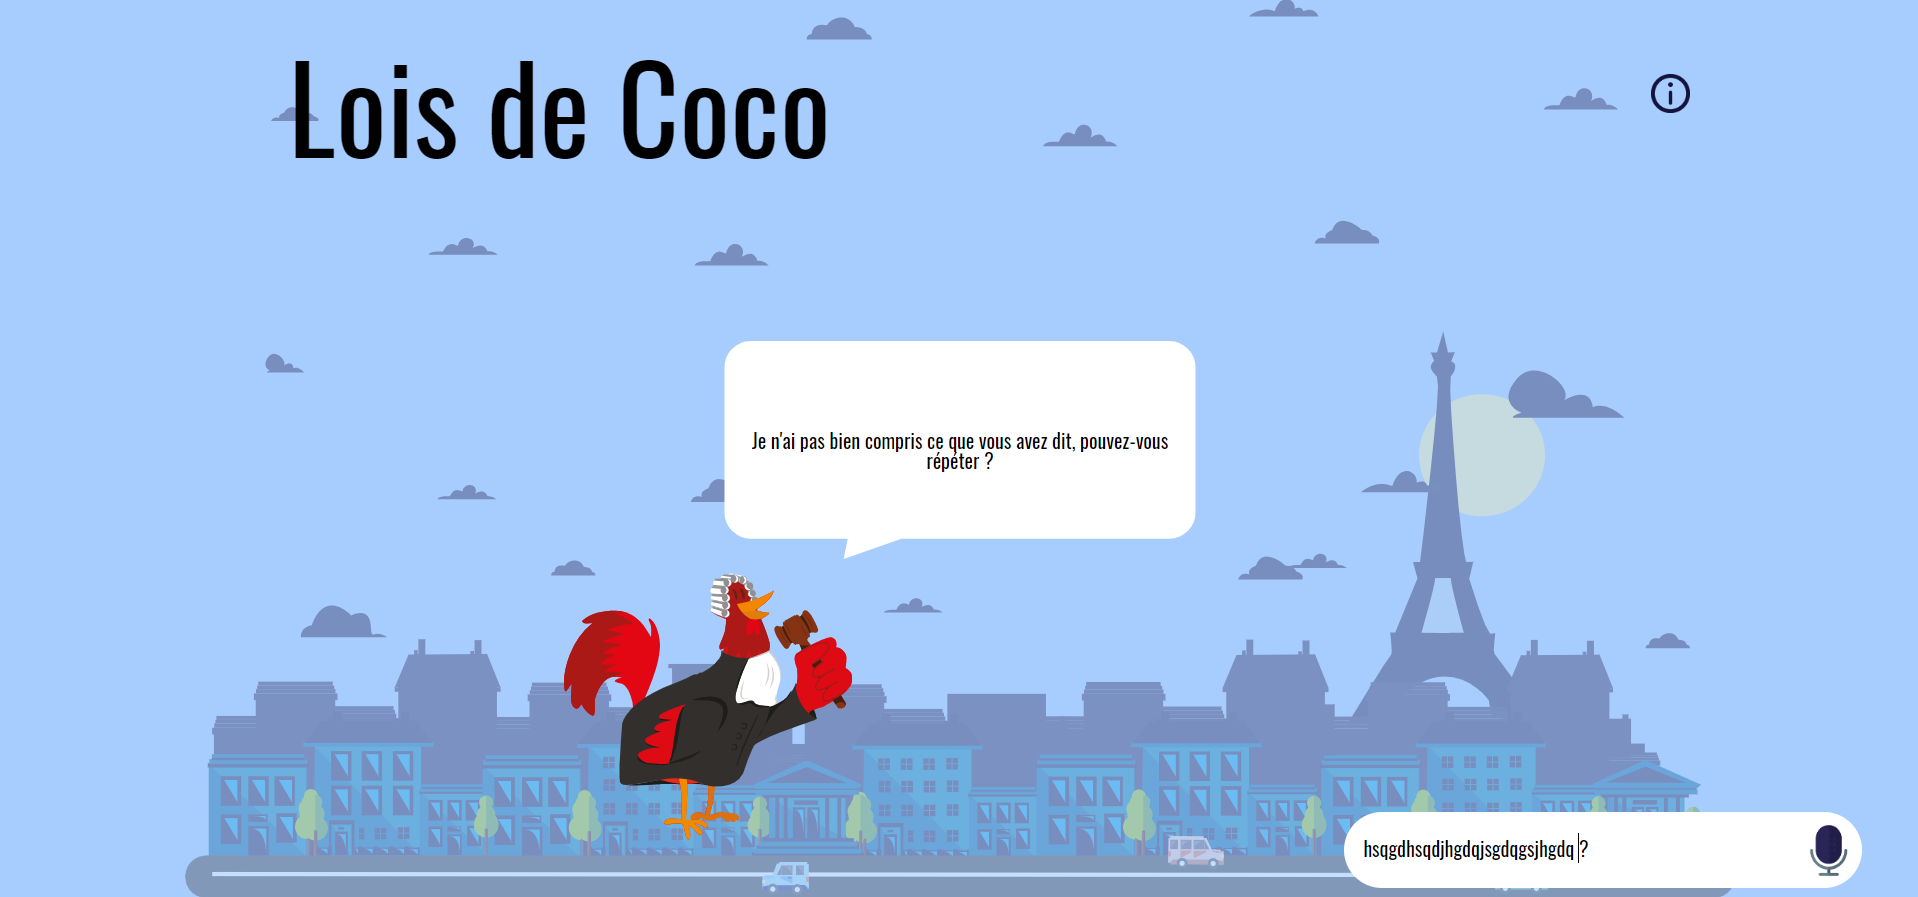 Lois de Coco
Je n'ai pas bien compris ce que vous avez dit, pouvez-vous
répéter ?
hsqgdhsqdjhgdqjsgdqgsjhgdq ?